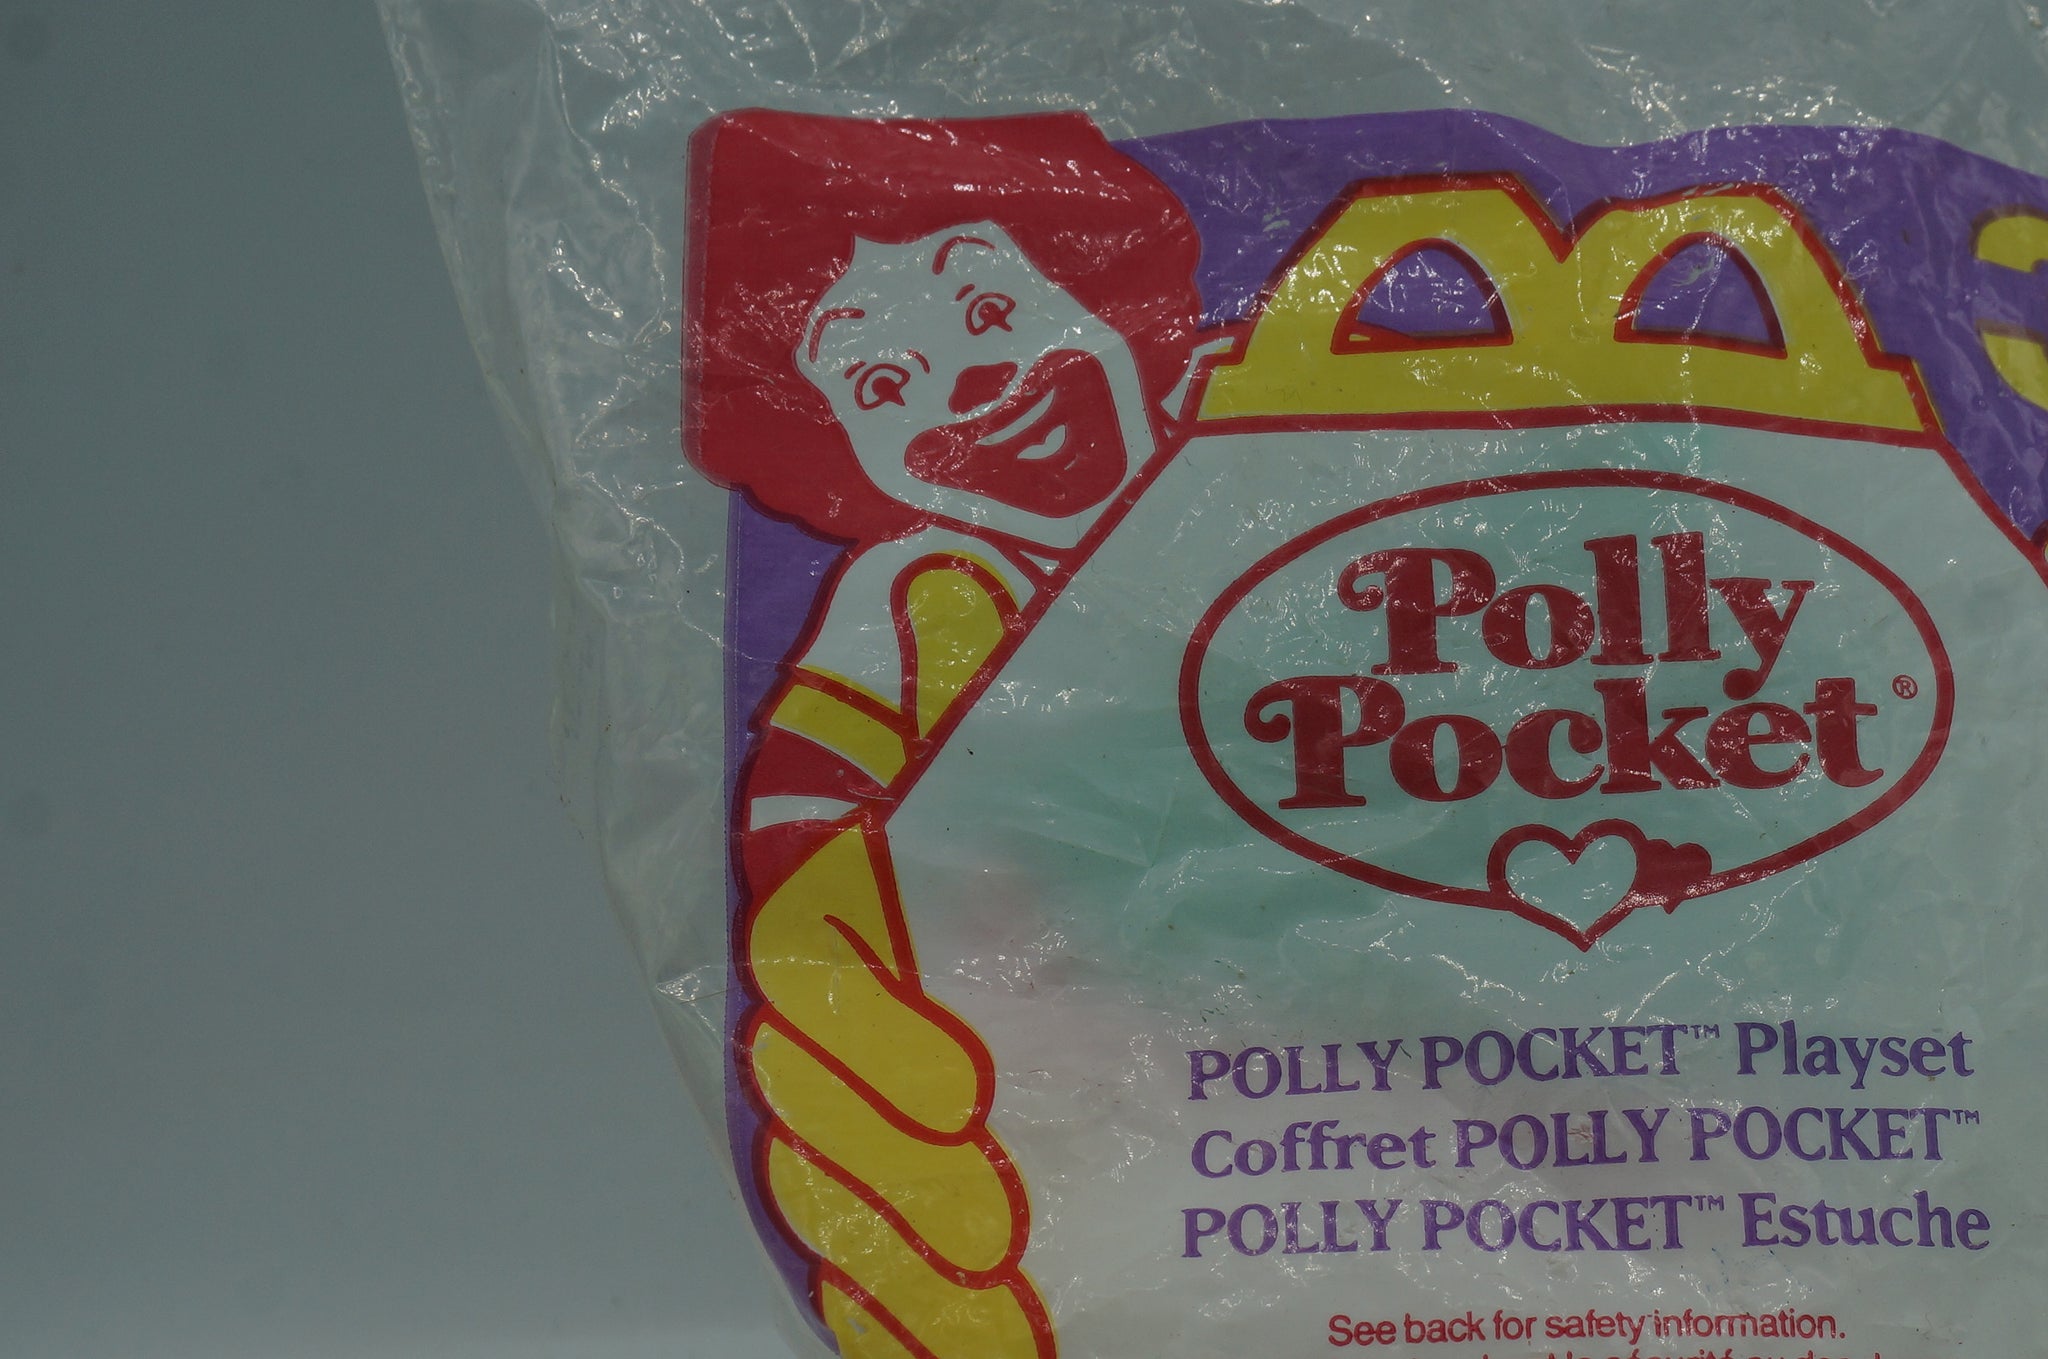 Polly
Pocket®
POLLY POCKET™ Playset
Coffret POLLY POCKET™
POLLY POCKET™ Estuche
See back for safety information.